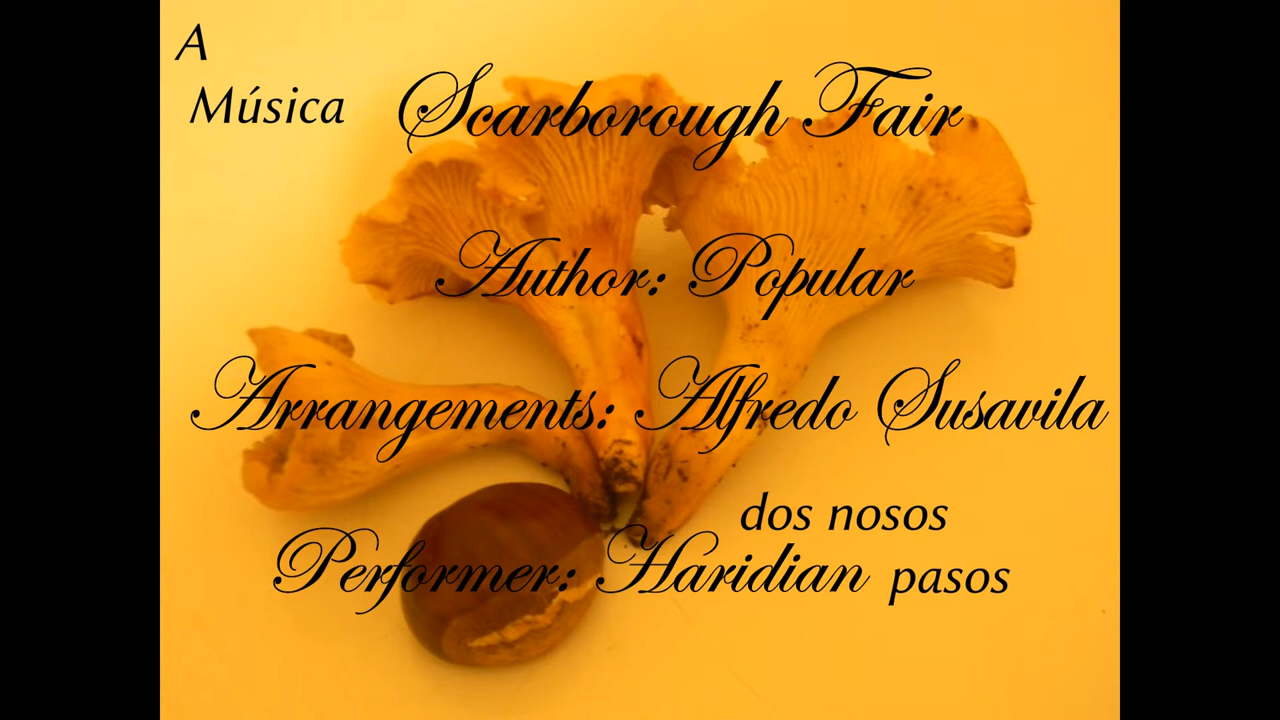 A
Música
Scarborough Fair
Author: Popular
Arrangements: Alfredo Susavila
dos nosos
Performer: Haridian
pasos